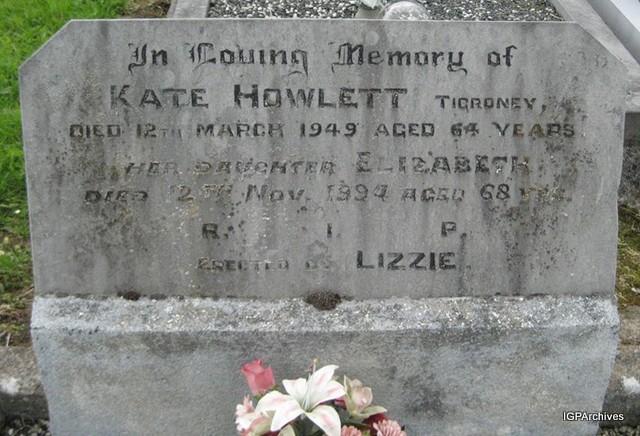 In Loving Memory of
KATE HOWLETT TIGRONEY,
DIED 12TH MARCH 1949 AGED 64 YEARS
HER DAUGHTER ELIZABETH
DIED 12TH NOV. 1994 AGED 68 YRS.
R. I. P.
ERECTED BY LIZZIE
IGPArchives